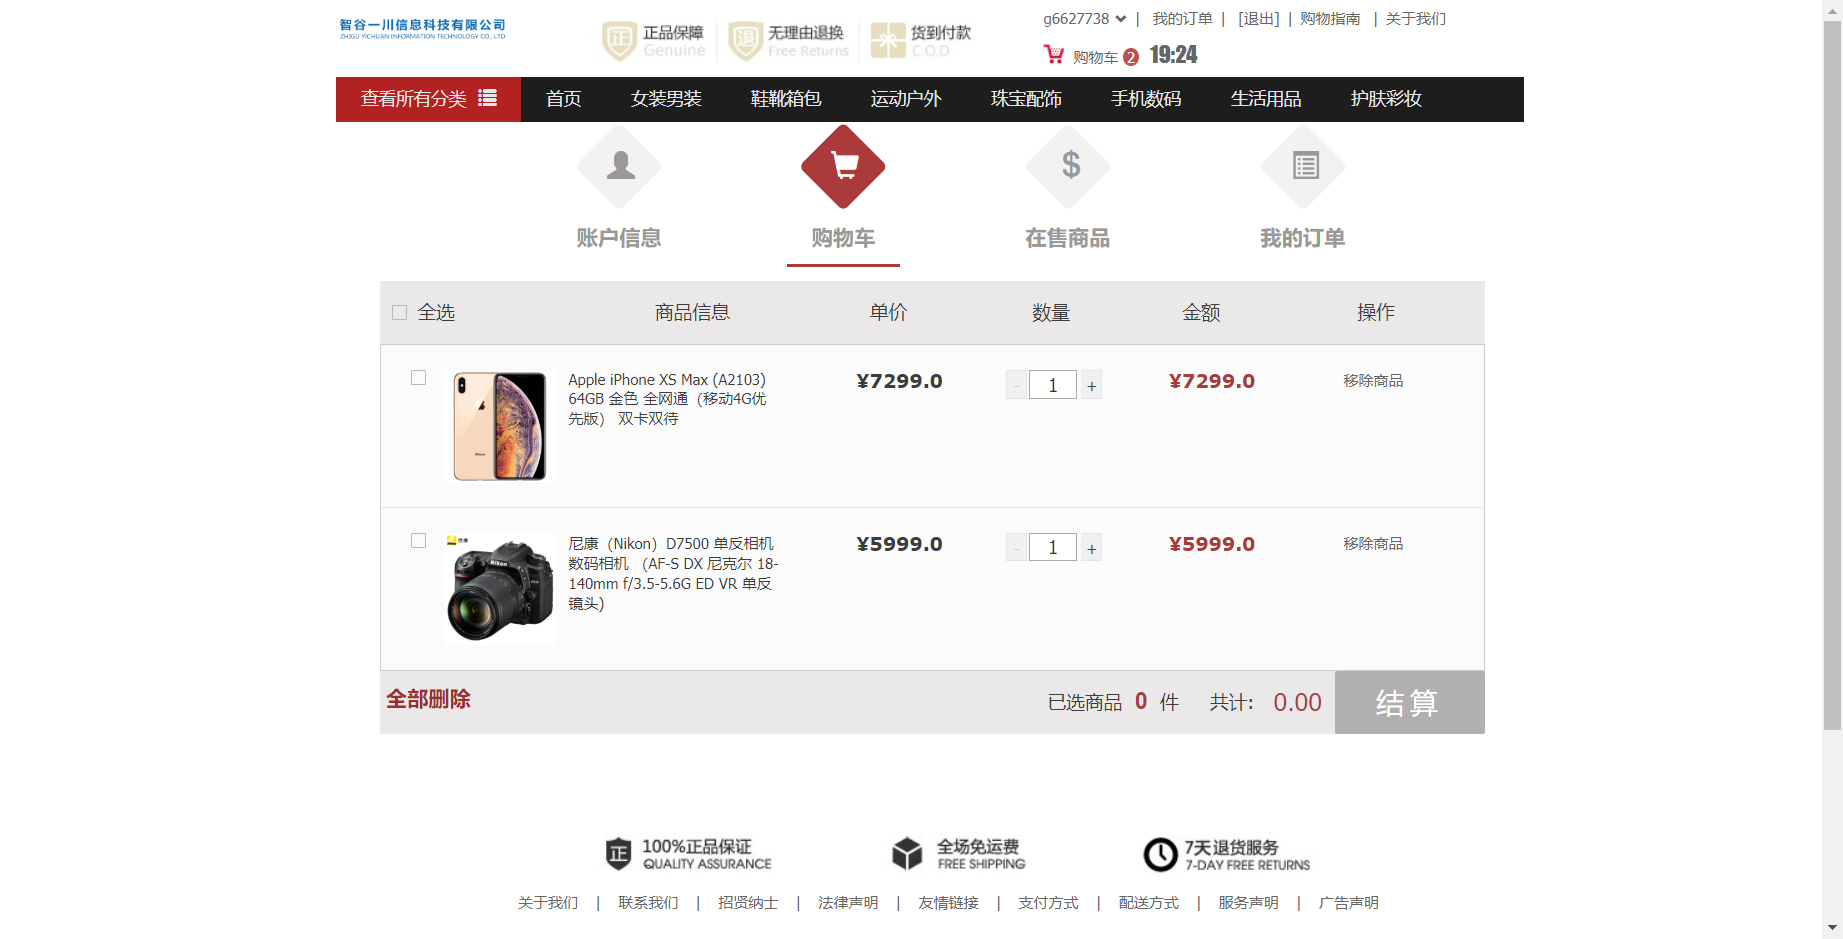 智谷一川信息科技有限公司
ZHIGU YICHUAN INFORMATION TECHNOLOGY CO., LTD
正 正品保障
Genuine
退 无理由退换
Free Returns
货到付款
C.O.D
g6627738 | 我的订单 | [退出] | 购物指南 | 关于我们
购物车 2 19:24
查看所有分类 首页 女装男装 鞋靴箱包 运动户外 珠宝配饰 手机数码 生活用品 护肤彩妆
$
账户信息 购物车 在售商品 我的订单
全选 商品信息 单价 数量 金额 操作
Apple iPhone XS Max (A2103)
64GB 金色 全网通（移动4G优
先版） 双卡双待
¥7299.0 - 1 + ¥7299.0 移除商品
尼康（Nikon）D7500 单反相机
数码相机 （AF-S DX 尼克尔 18-
140mm f/3.5-5.6G ED VR 单反
镜头)
¥5999.0 - 1 + ¥5999.0 移除商品
全部删除 已选商品 0 件 共计: 0.00 结算
正 100%正品保证
QUALITY ASSURANCE
全场免运费
FREE SHIPPING
7天退货服务
7-DAY FREE RETURNS
关于我们 | 联系我们 | 招贤纳士 | 法律声明 | 友情链接 | 支付方式 | 配送方式 | 服务声明 | 广告声明